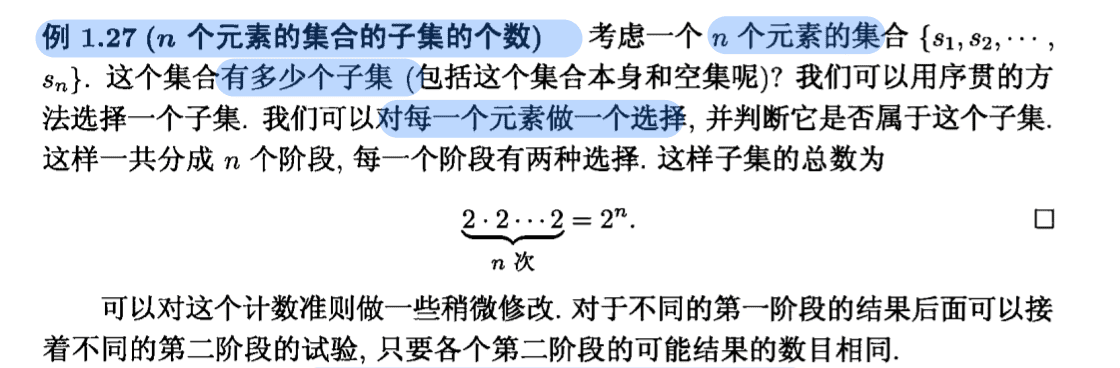 例 1.27 (n 个元素的集合的子集的个数) 考虑一个 n 个元素的集合 {s₁, s₂, ⋯ ,
sₙ}. 这个集合有多少个子集 (包括这个集合本身和空集呢)? 我们可以用序贯的方
法选择一个子集. 我们可以对每一个元素做一个选择, 并判断它是否属于这个子集.
这样一共分成 n 个阶段, 每一个阶段有两种选择. 这样子集的总数为
2 · 2 ⋯ 2 = 2ⁿ. □
n 次
可以对这个计数准则做一些稍微修改. 对于不同的第一阶段的结果后面可以接
着不同的第二阶段的试验, 只要各个第二阶段的可能结果的数目相同.